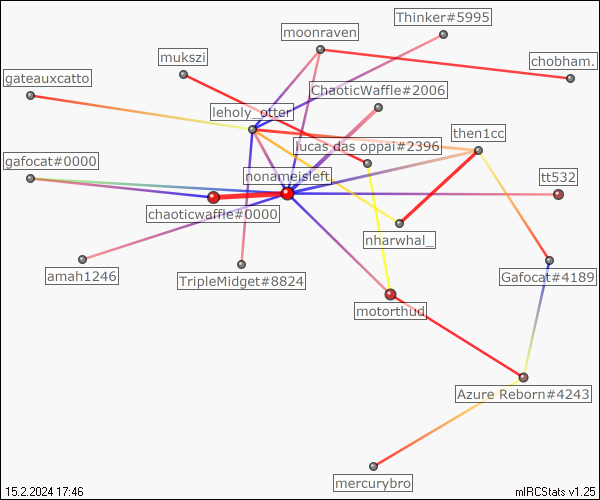 Thinker#5995
moonraven
mukszi
chobham.
gateauxcatto
ChaoticWaffle#2006
leholy_otter
then1cc
lucas das oppai#2396
gafocat#0000
nonameisleft
tt532
chaoticwaffle#0000
nharwhal_
amah1246
TripleMidget#8824
Gafocat#4189
motorthud
Azure Reborn#4243
mercurybro
15.2.2024 17:46
mIRCStats v1.25